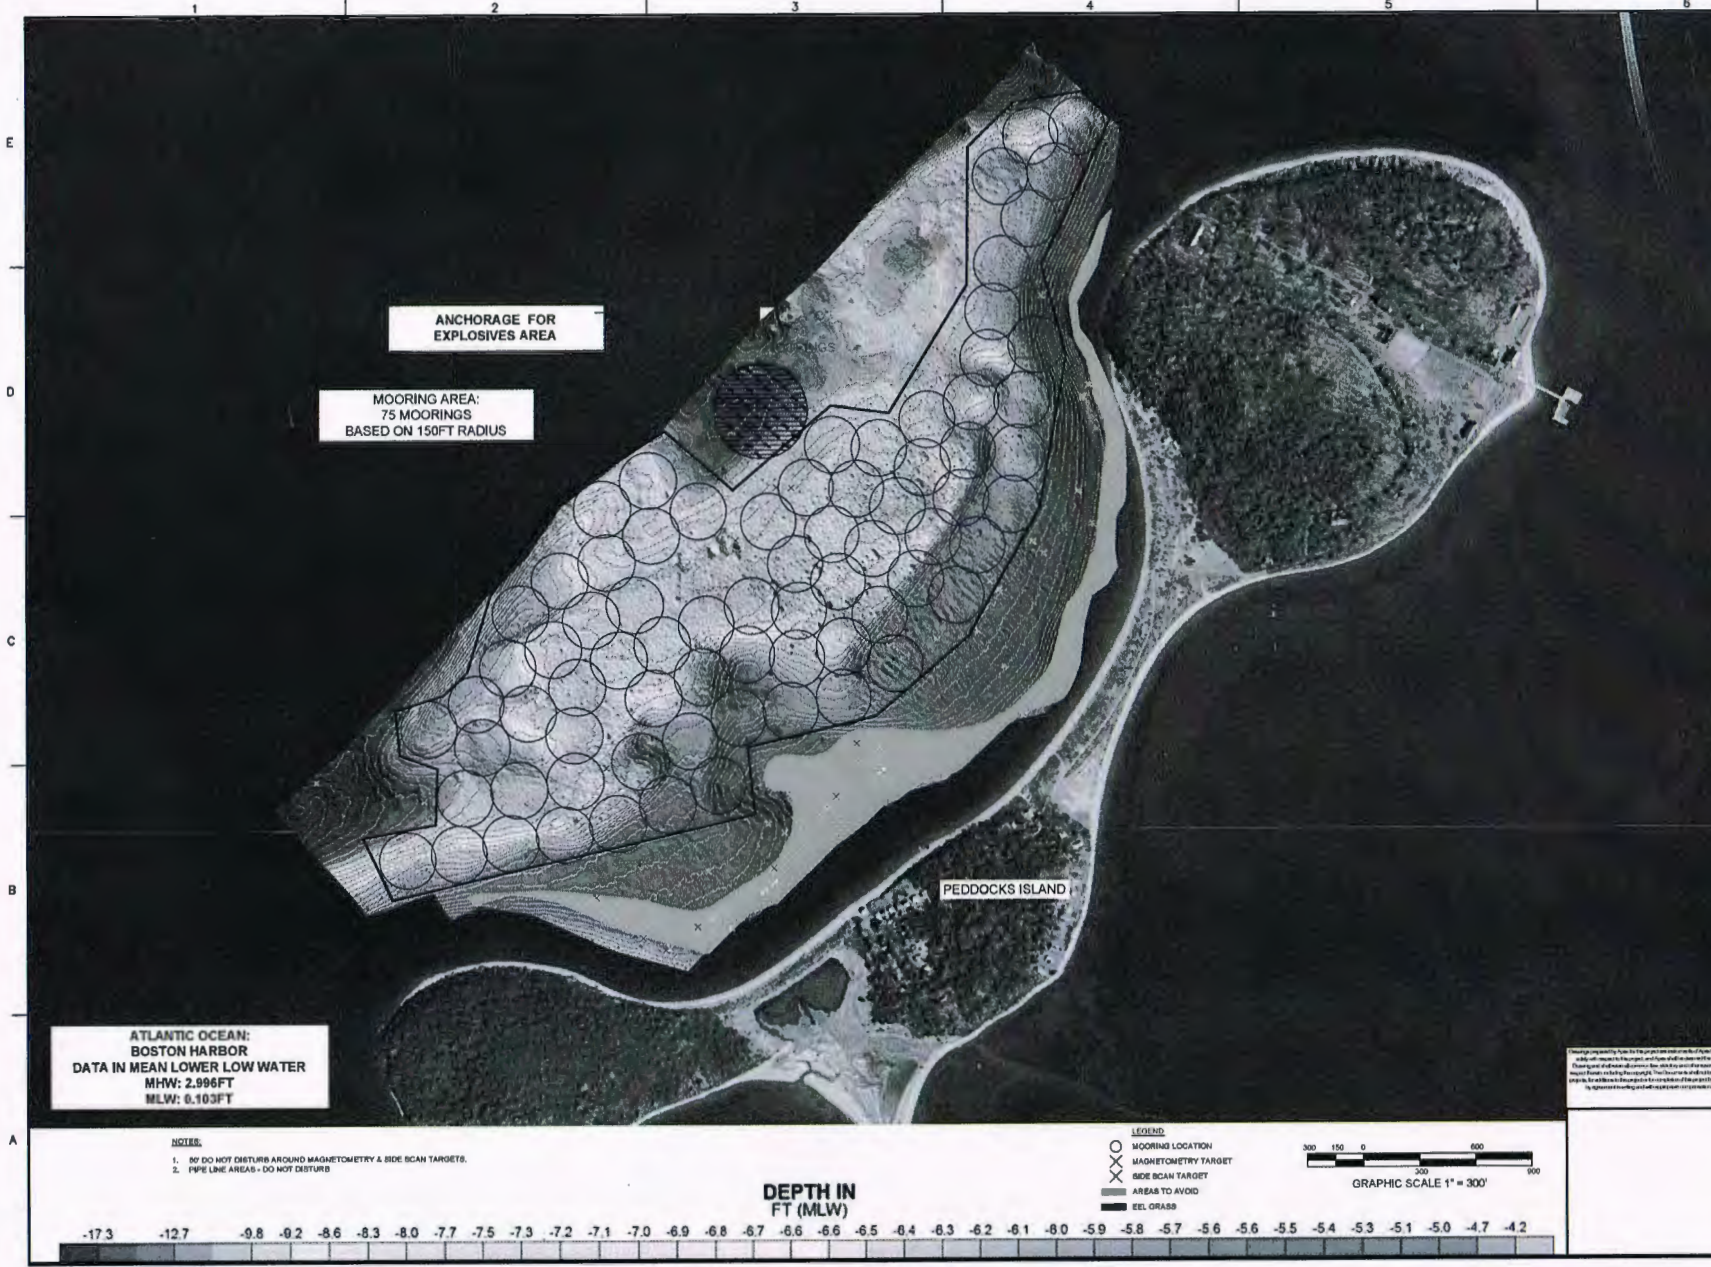 1 2 3 4 5 6
E
D
C
B
A
ANCHORAGE FOR
EXPLOSIVES AREA
MOORING AREA:
75 MOORINGS
BASED ON 150FT RADIUS
PEDDOCKS ISLAND
ATLANTIC OCEAN:
BOSTON HARBOR
DATA IN MEAN LOWER LOW WATER
MHW: 2.996FT
MLW: 0.103FT
NOTES:
1. 50' DO NOT DISTURB AROUND MAGNETOMETRY & SIDE SCAN TARGETS.
2. PIPE LINE AREAS - DO NOT DISTURB
LEGEND
MOORING LOCATION
MAGNETOMETRY TARGET
SIDE SCAN TARGET
AREAS TO AVOID
EEL GRASS
300 150 0 600
300 900
GRAPHIC SCALE 1" = 300'
DEPTH IN
FT (MLW)
-17.3 -12.7 -9.8 -9.2 -8.6 -8.3 -8.0 -7.7 -7.5 -7.3 -7.2 -7.1 -7.0 -6.9 -6.8 -6.7 -6.6 -6.5 -6.4 -6.3 -6.2 -6.1 -6.0 -5.9 -5.8 -5.7 -5.6 -5.6 -5.5 -5.4 -5.3 -5.1 -5.0 -4.7 -4.2